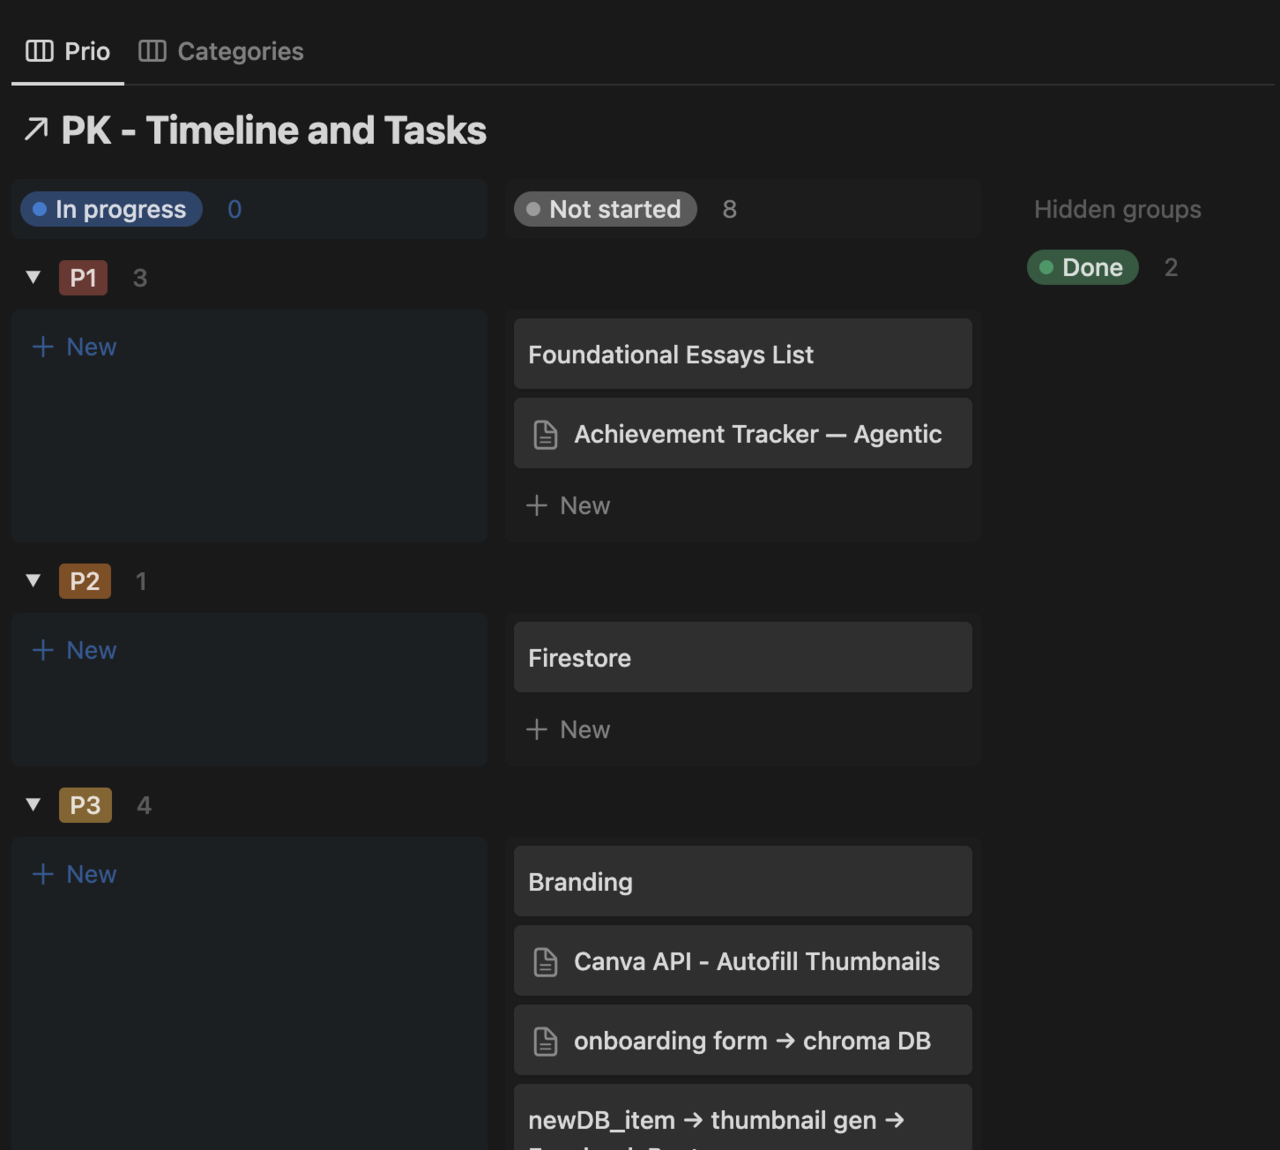 Prio Categories
PK - Timeline and Tasks
In progress 0 Not started 8 Hidden groups
Done 2
P1 3
New
Foundational Essays List
Achievement Tracker — Agentic
New
P2 1
New
Firestore
New
P3 4
New
Branding
Canva API - Autofill Thumbnails
onboarding form → chroma DB
newDB_item → thumbnail gen →